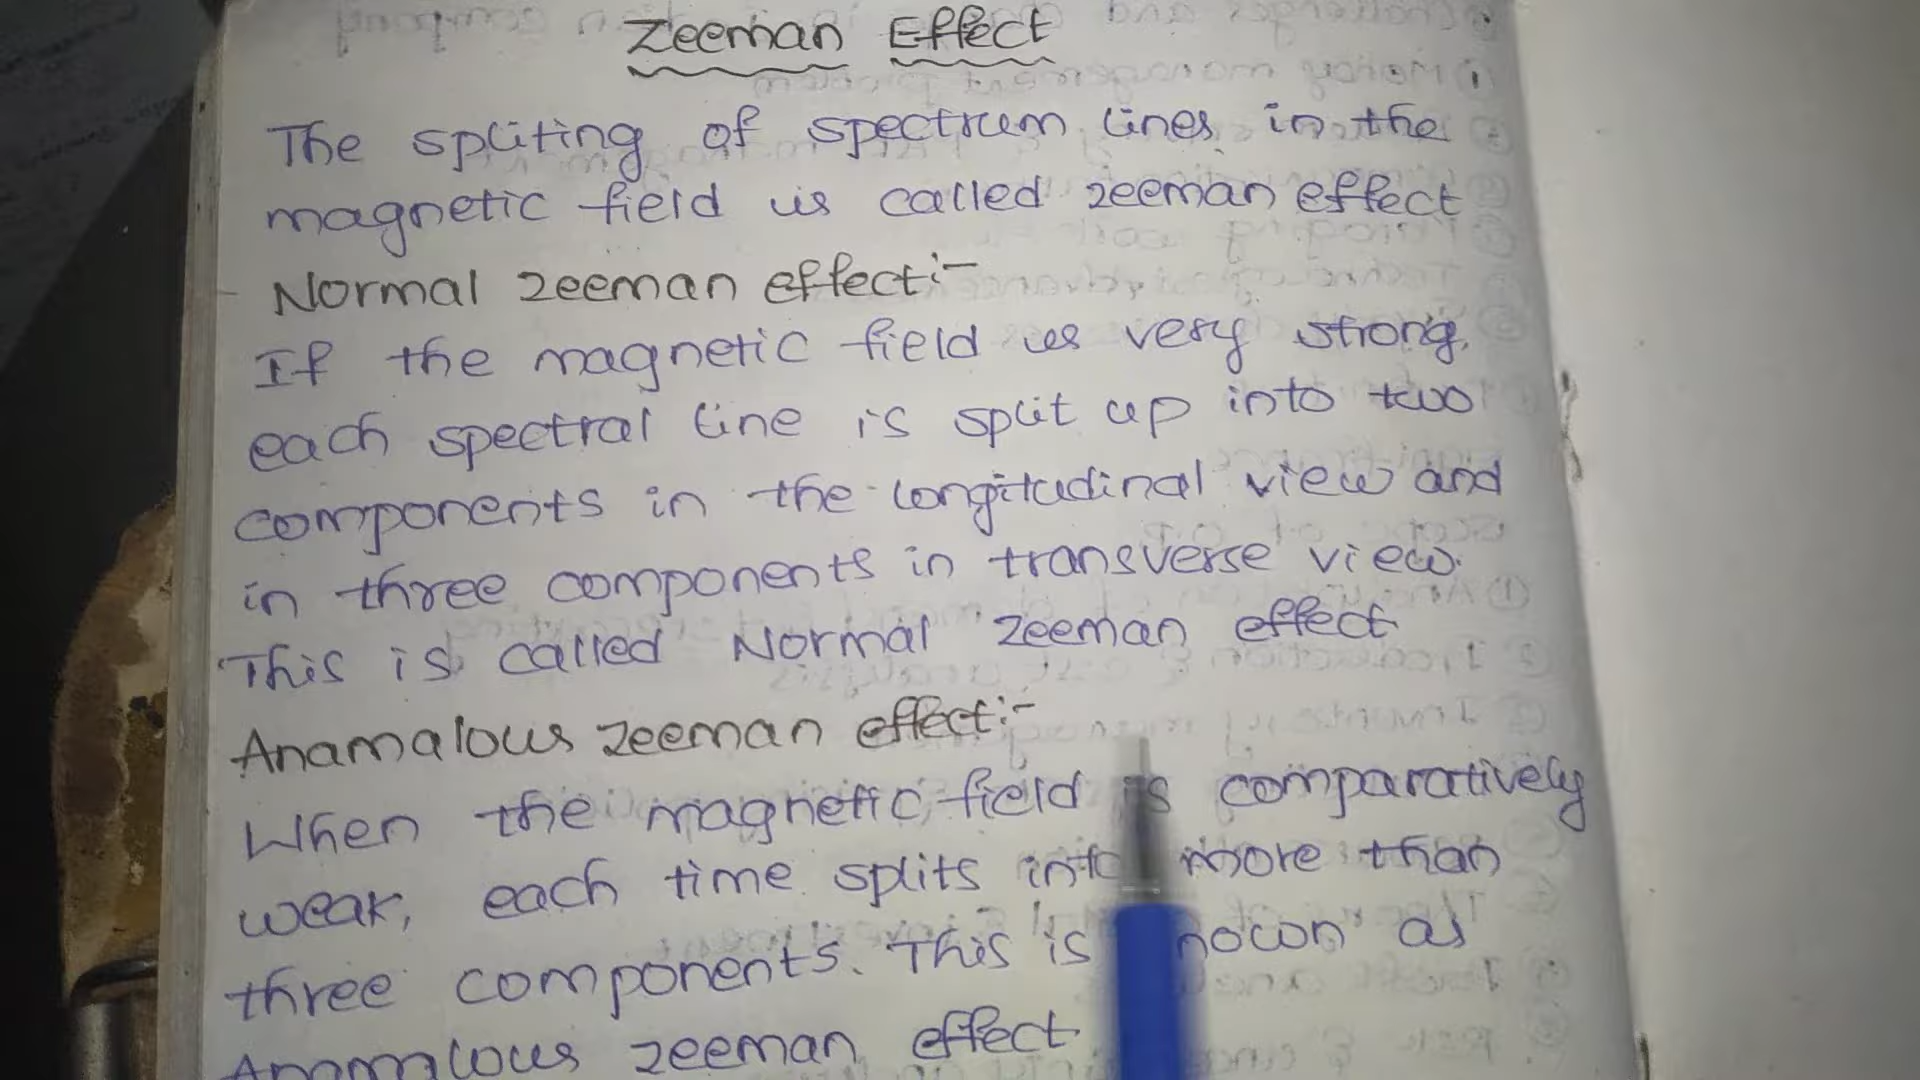 Zeeman Effect
The spliting of spectrum lines in the
magnetic field is called zeeman effect
Normal zeeman effect:-
If the magnetic field is very strong,
each spectral line is split up into two
components in the longitudinal view and
in three components in transverse view.
This is called Normal zeeman effect
Anamalous zeeman effect:-
When the magnetic field is comparatively
weak, each time splits into more than
three components. This is known as
Anamalous zeeman effect